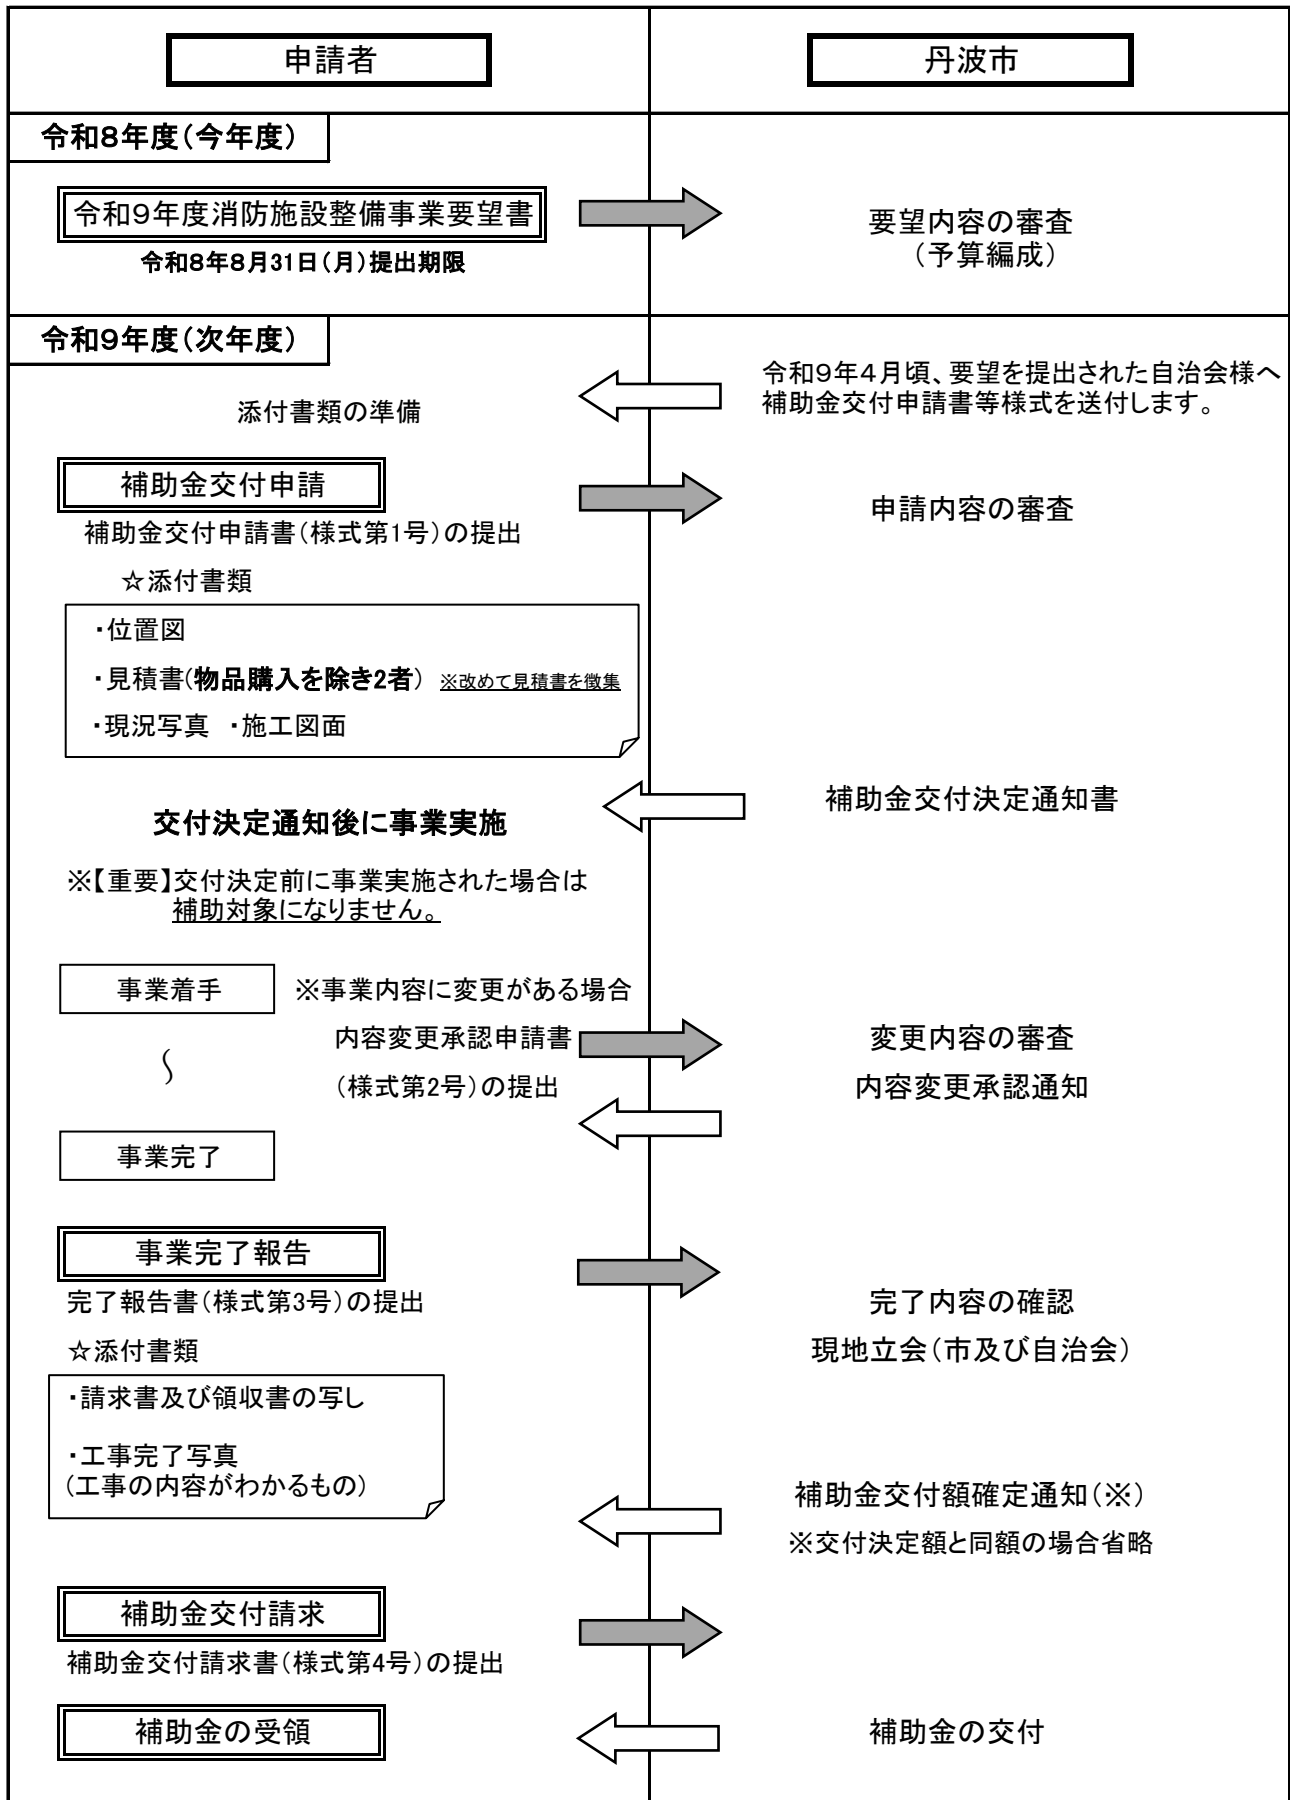 申請者
丹波市
令和8年度(今年度)
令和9年度消防施設整備事業要望書
令和8年8月31日(月)提出期限
要望内容の審査
(予算編成)
令和9年度(次年度)
令和9年4月頃、要望を提出された自治会様へ
補助金交付申請書等様式を送付します。
添付書類の準備
補助金交付申請
補助金交付申請書(様式第1号)の提出
申請内容の審査
☆添付書類
・位置図
・見積書(物品購入を除き2者) ※改めて見積書を徴集
・現況写真 ・施工図面
補助金交付決定通知書
交付決定通知後に事業実施
※【重要】交付決定前に事業実施された場合は
補助対象になりません。
事業着手
※事業内容に変更がある場合
内容変更承認申請書
(様式第2号)の提出
変更内容の審査
内容変更承認通知
～
事業完了
事業完了報告
完了報告書(様式第3号)の提出
完了内容の確認
現地立会(市及び自治会)
☆添付書類
・請求書及び領収書の写し
・工事完了写真
(工事の内容がわかるもの)
補助金交付額確定通知(※)
※交付決定額と同額の場合省略
補助金交付請求
補助金交付請求書(様式第4号)の提出
補助金の受領
補助金の交付